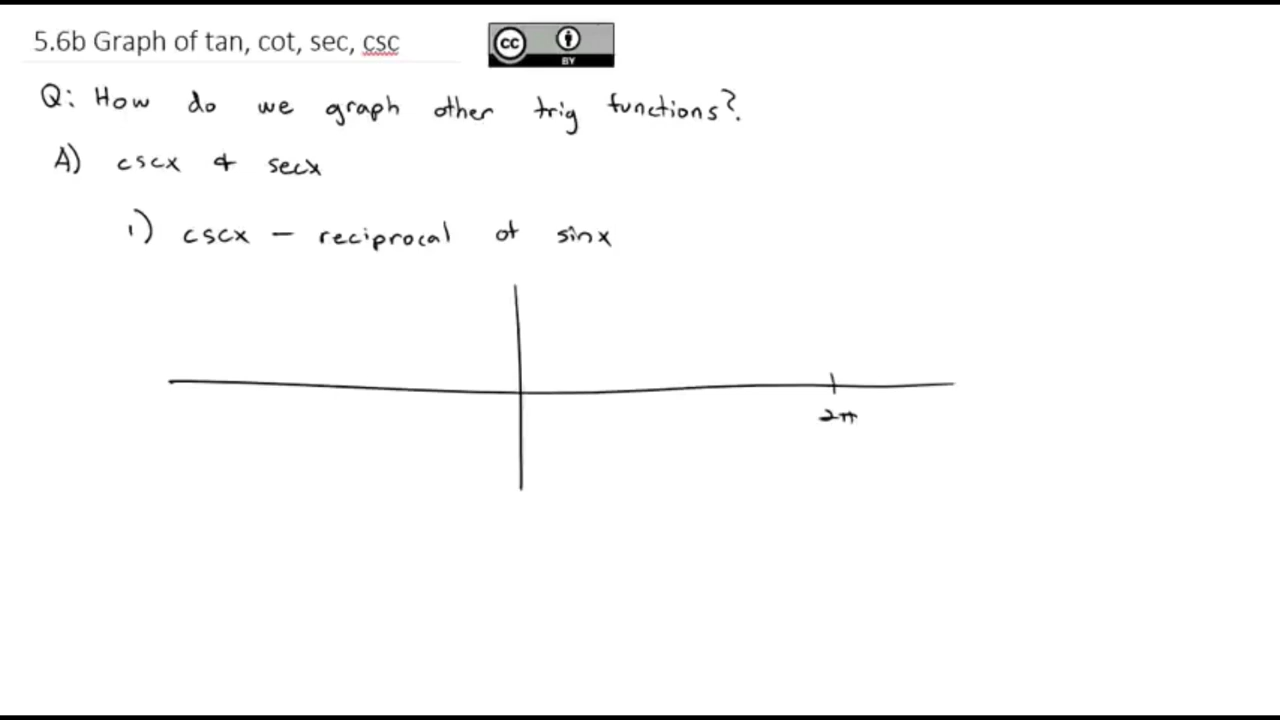 5.6b Graph of tan, cot, sec, csc
cc BY
Q: How do we graph other trig functions?
A) cscx & secx
1) cscx — reciprocal of sinx
2π